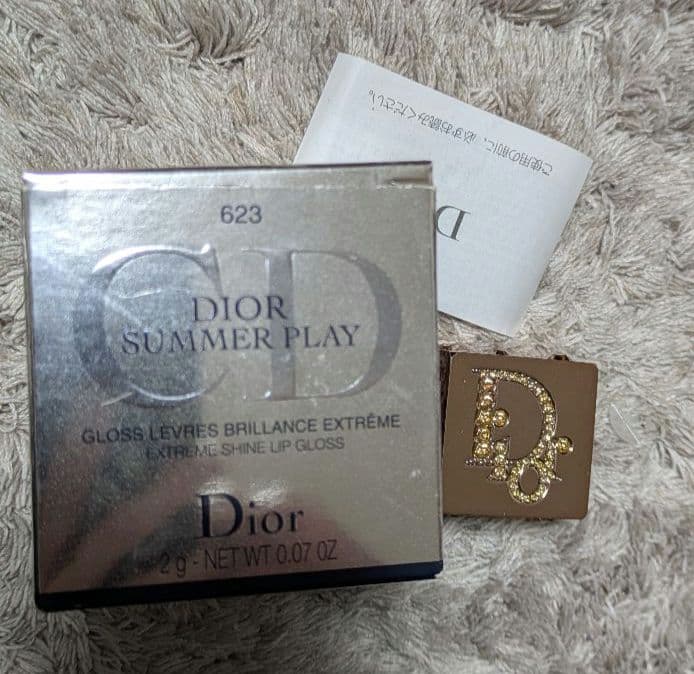 623
CD
DIOR
SUMMER PLAY
GLOSS LÈVRES BRILLANCE EXTRÊME
EXTREME SHINE LIP GLOSS
Dior
2 g - NET WT 0.07 OZ
ご使用の前に、必ずお読みください。
D
Dior